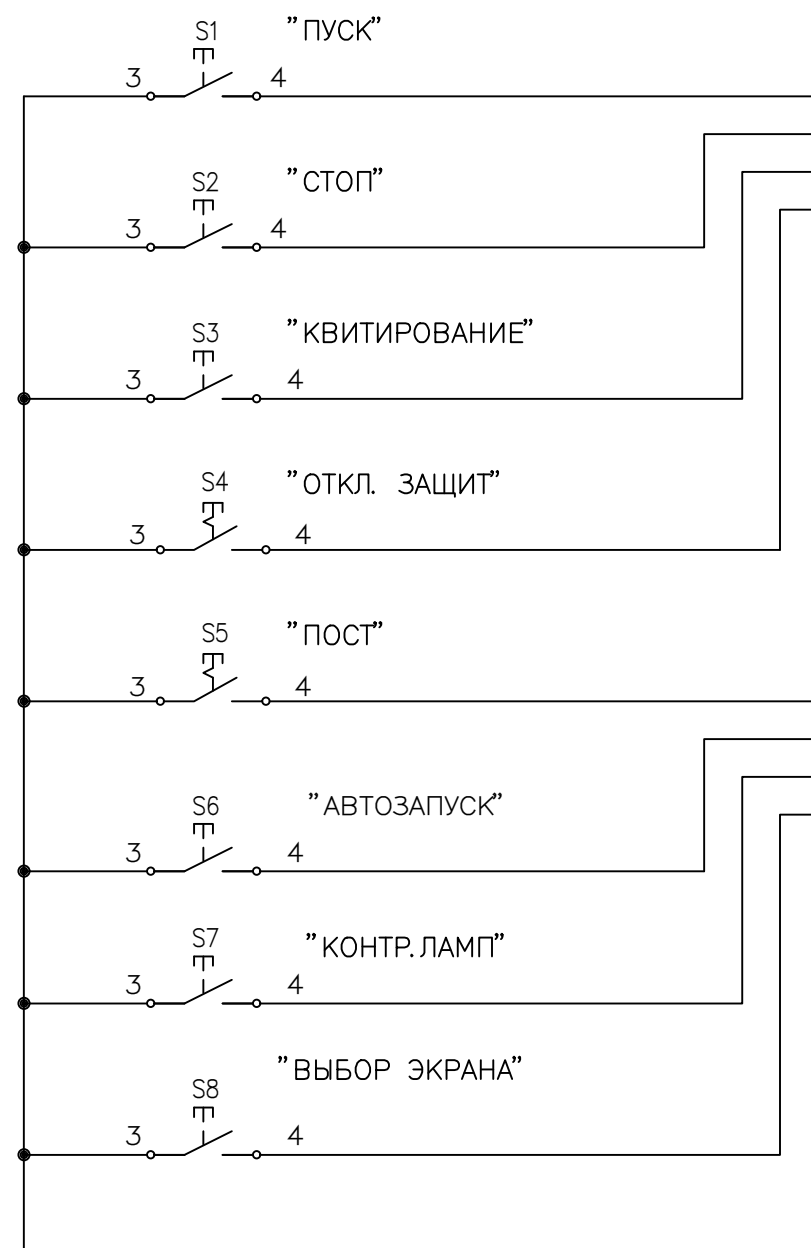 S1 "ПУСК"
3 4
S2 "СТОП"
3 4
S3 "КВИТИРОВАНИЕ"
3 4
S4 "ОТКЛ. ЗАЩИТ"
3 4
S5 "ПОСТ"
3 4
S6 "АВТОЗАПУСК"
3 4
S7 "КОНТР.ЛАМП"
3 4
"ВЫБОР ЭКРАНА"
S8
3 4